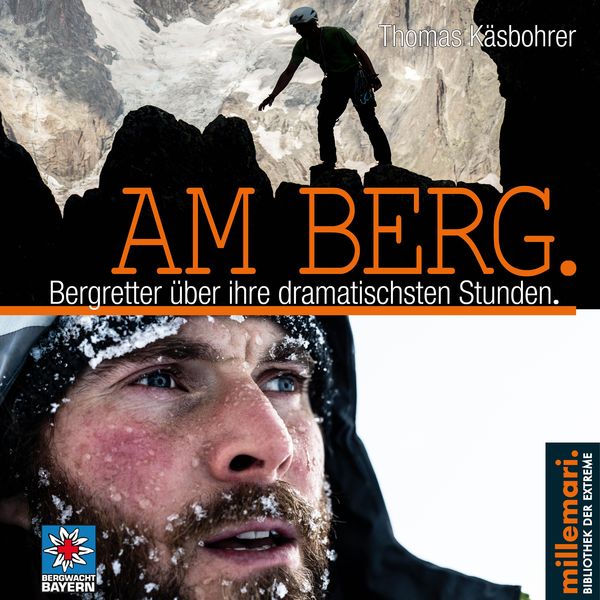 Thomas Käsbohrer
AM BERG.
Bergretter über ihre dramatischsten Stunden.
BERGWACHT
BAYERN
millemari.
BIBLIOTHEK DER EXTREME